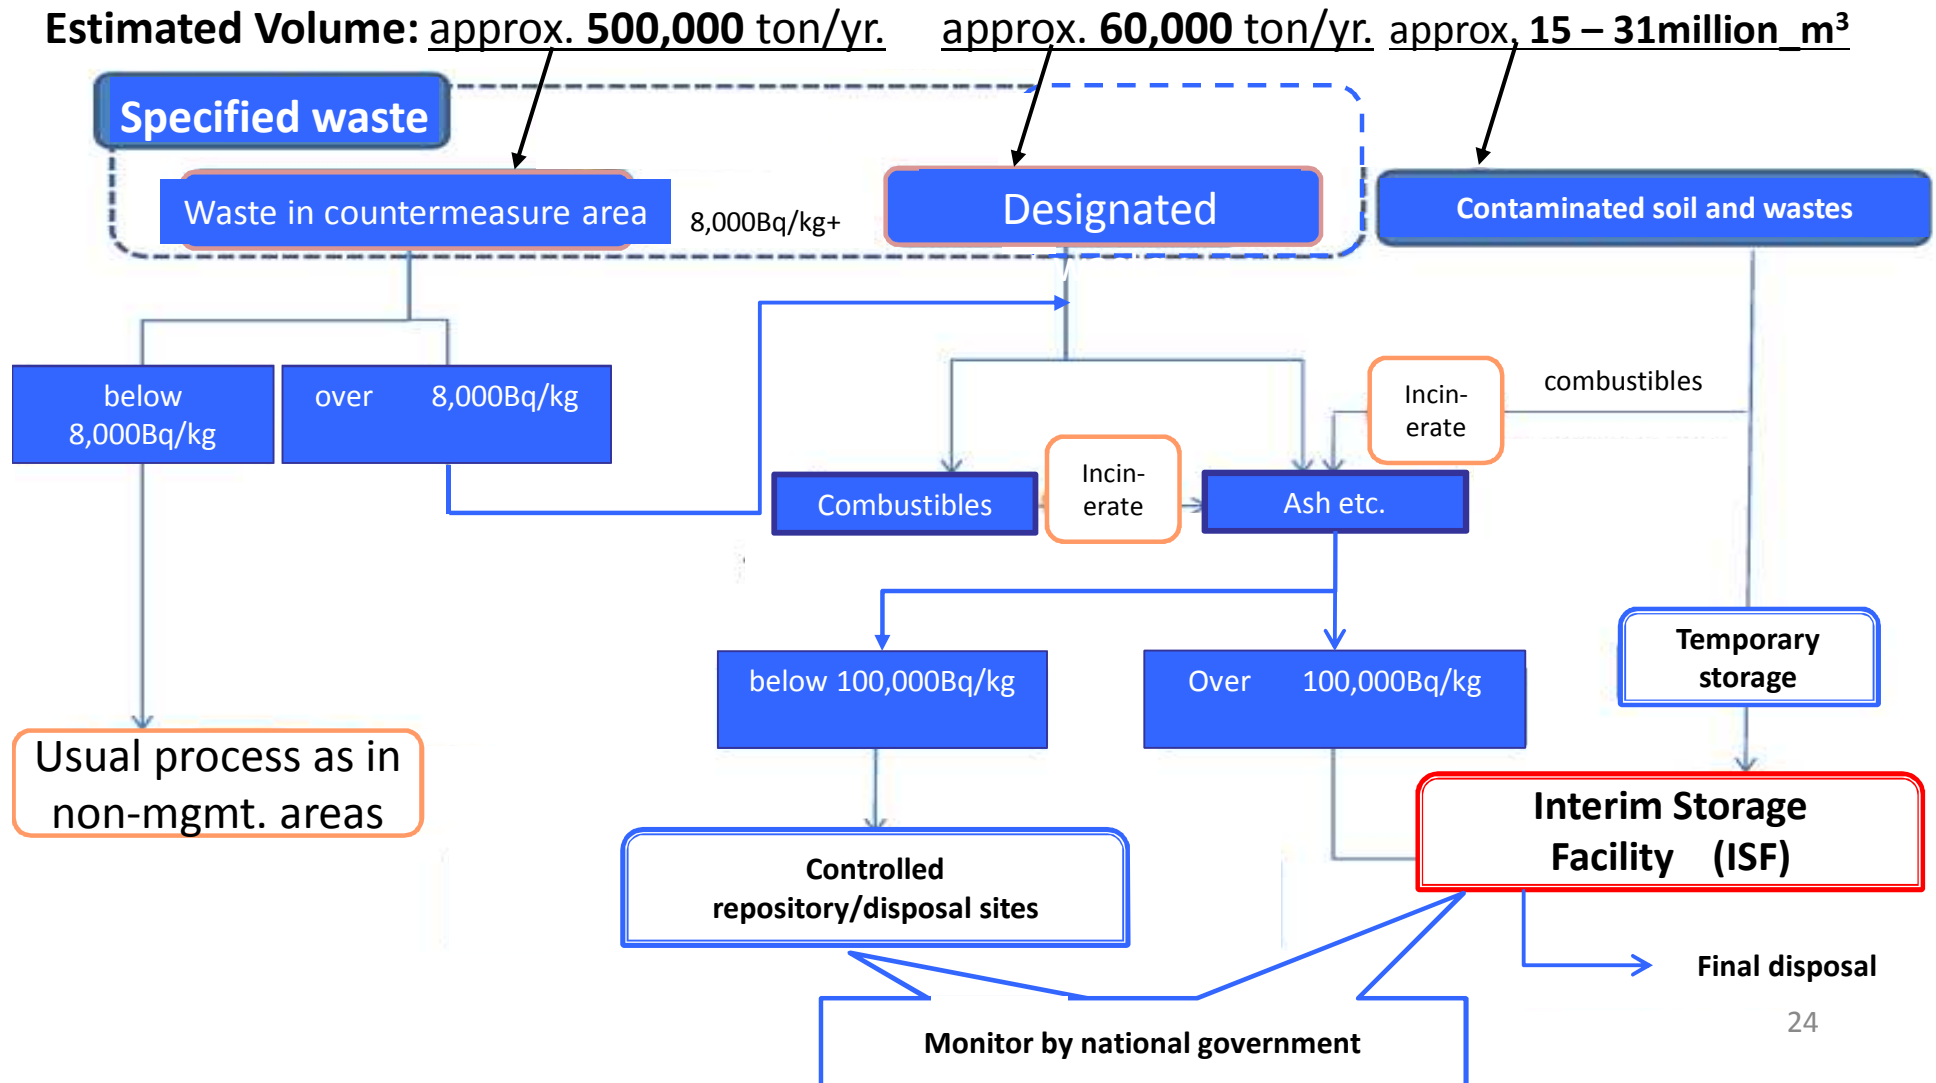 Estimated Volume: approx. 500,000 ton/yr. approx. 60,000 ton/yr. approx. 15 – 31million_m³
Specified waste
Waste in countermeasure area
8,000Bq/kg+
Designated
Contaminated soil and wastes
below
8,000Bq/kg
over 8,000Bq/kg
Incin-
erate
combustibles
Combustibles
Incin-
erate
Ash etc.
below 100,000Bq/kg
Over 100,000Bq/kg
Temporary
storage
Usual process as in
non-mgmt. areas
Controlled
repository/disposal sites
Interim Storage
Facility (ISF)
Final disposal
Monitor by national government
24